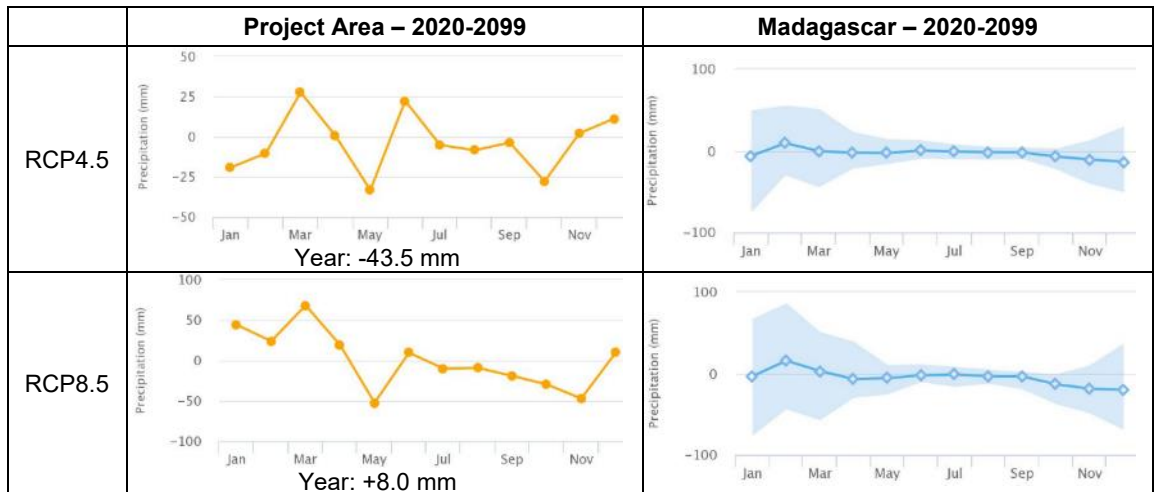 Project Area – 2020-2099
Madagascar – 2020-2099
RCP4.5
Precipitation (mm)
50
25
0
−25
−50
Jan Mar May Jul Sep Nov
Year: -43.5 mm
Precipitation (mm)
100
0
−100
Jan Mar May Jul Sep Nov
RCP8.5
Precipitation (mm)
100
50
0
−50
−100
Jan Mar May Jul Sep Nov
Year: +8.0 mm
Precipitation (mm)
100
0
−100
Jan Mar May Jul Sep Nov